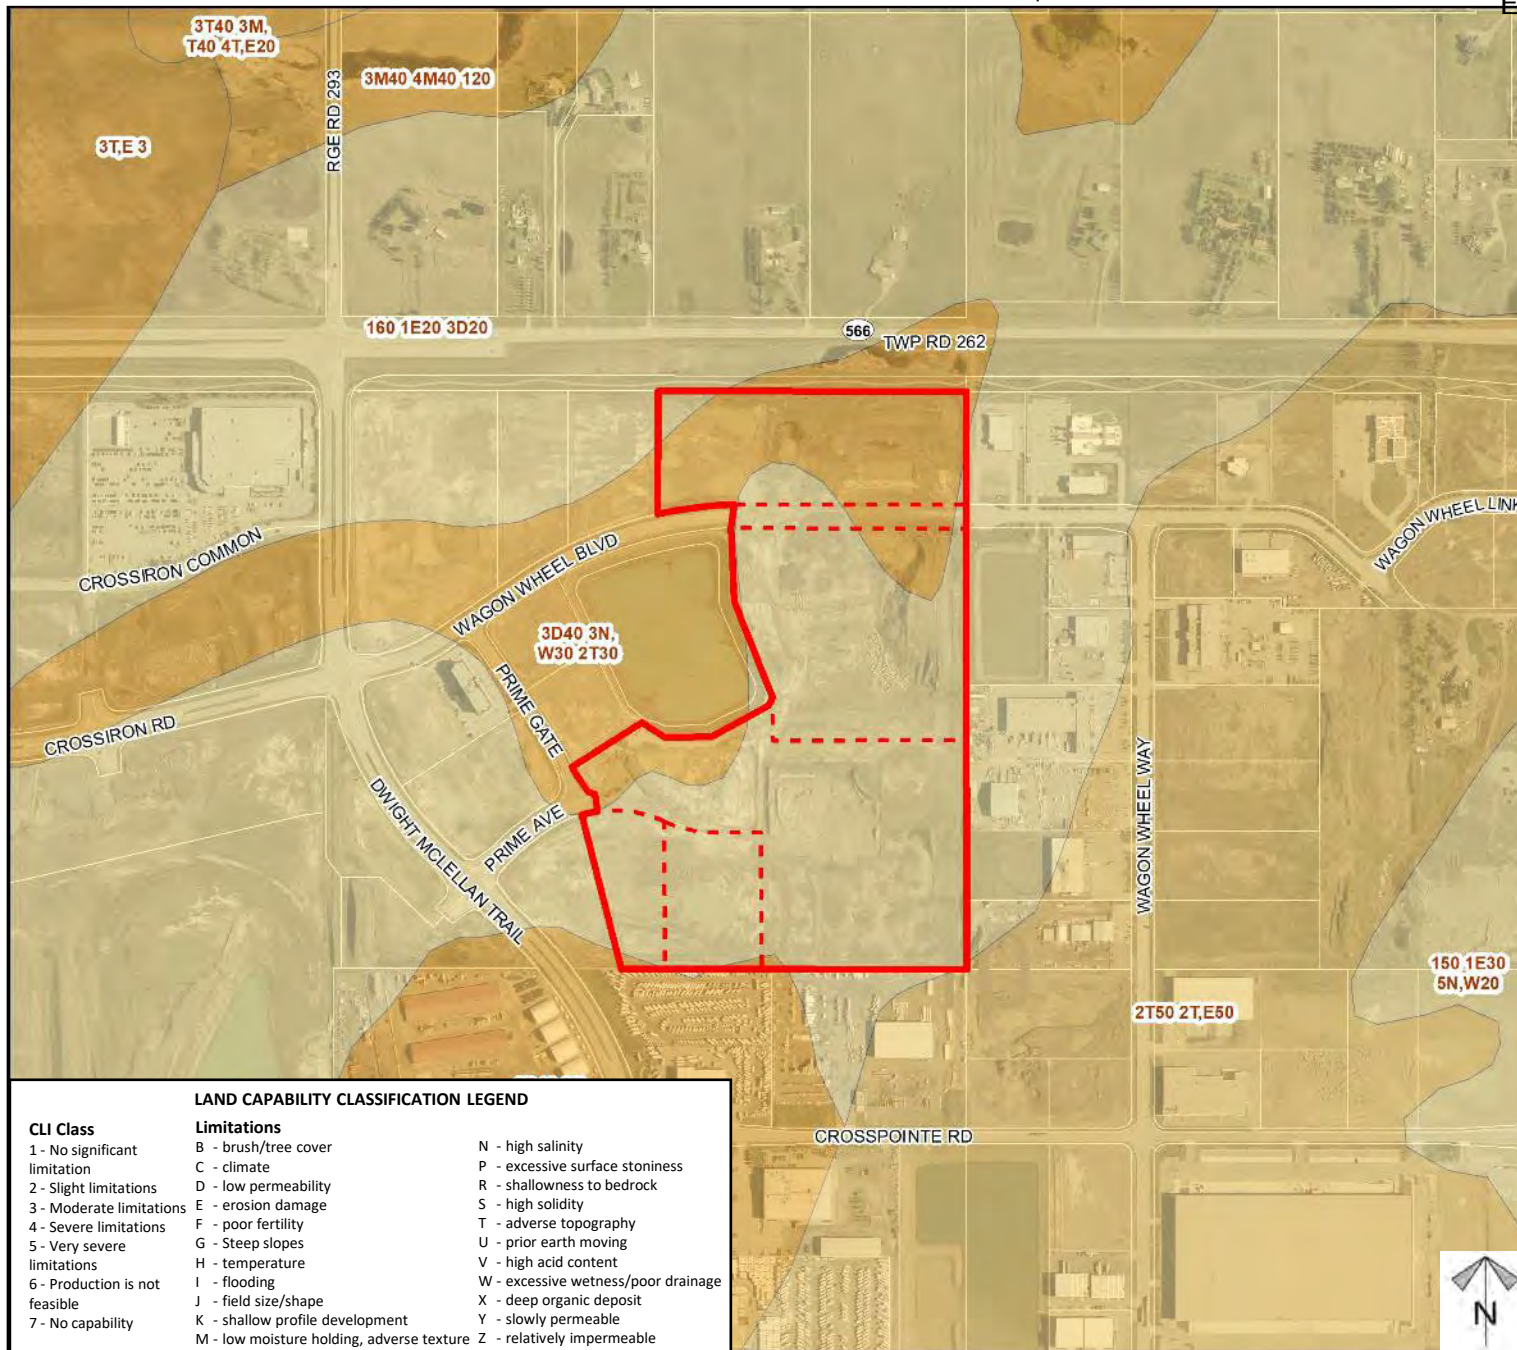 3T40 3M,
T40 4T,E20
3M40 4M40 120
RGE RD 293
3T,E 3
160 1E20 3D20
566
TWP RD 262
WAGON WHEEL LINK
CROSSIRON COMMON
WAGON WHEEL BLVD
3D40 3N,
W30 2T30
PRIME GATE
CROSSIRON RD
DWIGHT MCLELLAN TRAIL
PRIME AVE
WAGON WHEEL WAY
150 1E30
5N,W20
2T50 2T,E50
CROSSPOINTE RD
LAND CAPABILITY CLASSIFICATION LEGEND
CLI Class
1 - No significant
limitation
2 - Slight limitations
3 - Moderate limitations
4 - Severe limitations
5 - Very severe
limitations
6 - Production is not
feasible
7 - No capability
Limitations
B - brush/tree cover
C - climate
D - low permeability
E - erosion damage
F - poor fertility
G - Steep slopes
H - temperature
I - flooding
J - field size/shape
K - shallow profile development
M - low moisture holding, adverse texture
N - high salinity
P - excessive surface stoniness
R - shallowness to bedrock
S - high solidity
T - adverse topography
U - prior earth moving
V - high acid content
W - excessive wetness/poor drainage
X - deep organic deposit
Y - slowly permeable
Z - relatively impermeable
N